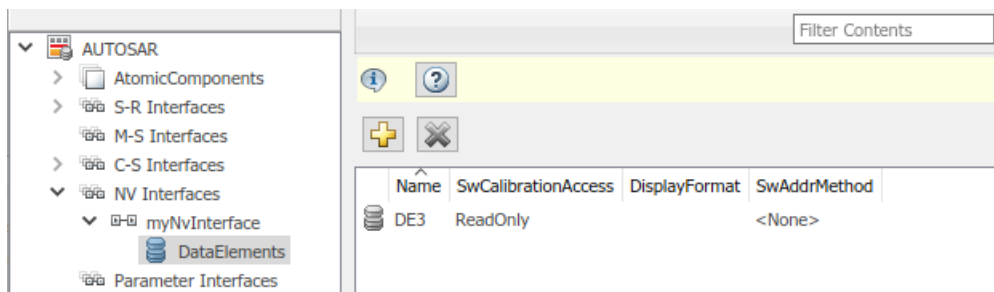 Filter Contents
AUTOSAR
AtomicComponents
S-R Interfaces
M-S Interfaces
C-S Interfaces
NV Interfaces
myNvInterface
DataElements
Parameter Interfaces
Name SwCalibrationAccess DisplayFormat SwAddrMethod
DE3 ReadOnly <None>